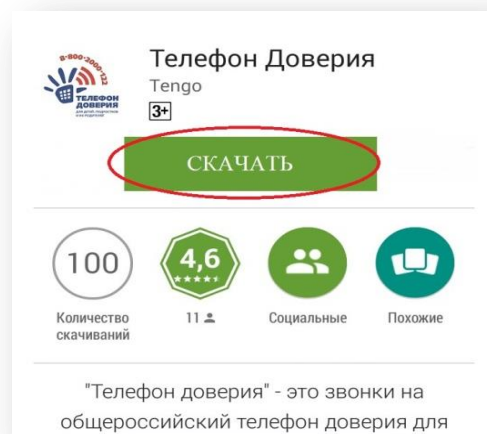 8-800-2000-122
ТЕЛЕФОН
ДОВЕРИЯ
Телефон Доверия
Tengo
3+
СКАЧАТЬ
100
4,6
Количество
скачиваний
11
Социальные
Похожие
"Телефон доверия" - это звонки на
общероссийский телефон доверия для